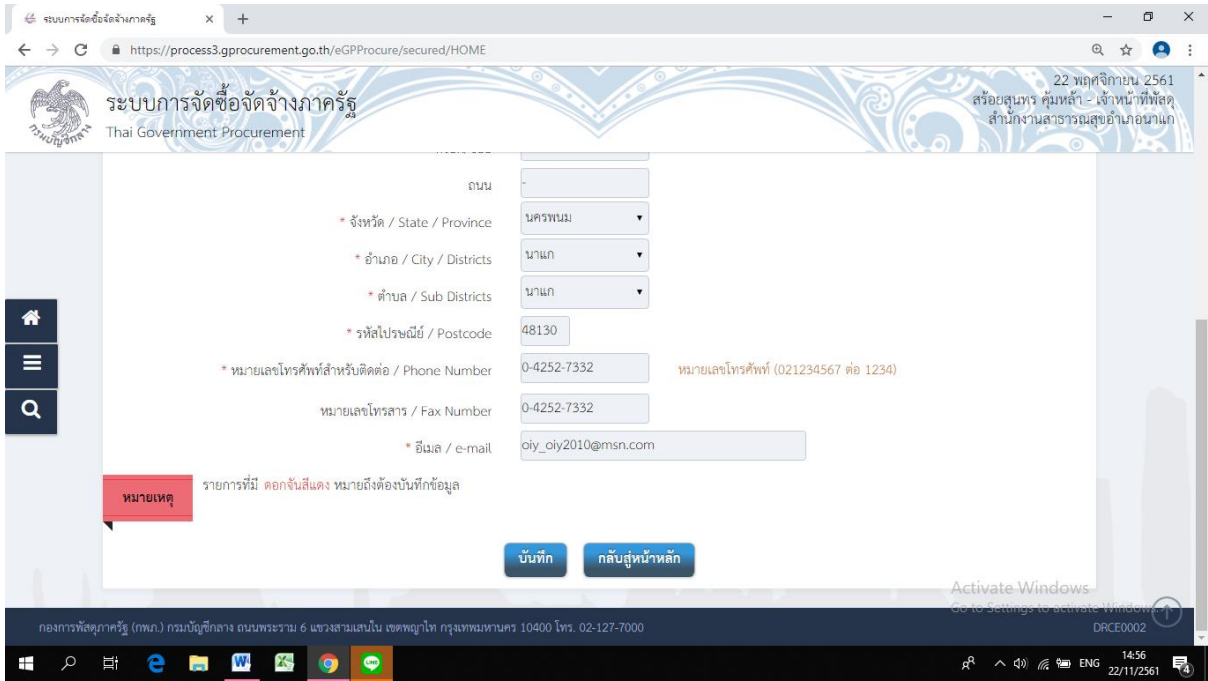 ระบบการจัดซื้อจัดจ้างภาครัฐ
https://process3.gprocurement.go.th/eGPProcure/secured/HOME
22 พฤศจิกายน 2561
ระบบการจัดซื้อจัดจ้างภาครัฐ
สร้อยสุนทร คุ้มหล้า - เจ้าหน้าที่พัสดุ
Thai Government Procurement
สำนักงานสาธารณสุขอำเภอนาแก
ถนน -
* จังหวัด / State / Province นครพนม
* อำเภอ / City / Districts นาแก
* ตำบล / Sub Districts นาแก
* รหัสไปรษณีย์ / Postcode 48130
* หมายเลขโทรศัพท์สำหรับติดต่อ / Phone Number 0-4252-7332 หมายเลขโทรศัพท์ (021234567 ต่อ 1234)
หมายเลขโทรสาร / Fax Number 0-4252-7332
* อีเมล / e-mail oiy_oiy2010@msn.com
หมายเหตุ รายการที่มี ดอกจันสีแดง หมายถึงต้องบันทึกข้อมูล
บันทึก กลับสู่หน้าหลัก
Activate Windows
Go to Settings to activate Windows.
กองการพัสดุภาครัฐ (กพภ.) กรมบัญชีกลาง ถนนพระราม 6 แขวงสามเสนใน เขตพญาไท กรุงเทพมหานคร 10400 โทร. 02-127-7000 DRCE0002
ENG 14:56
22/11/2561